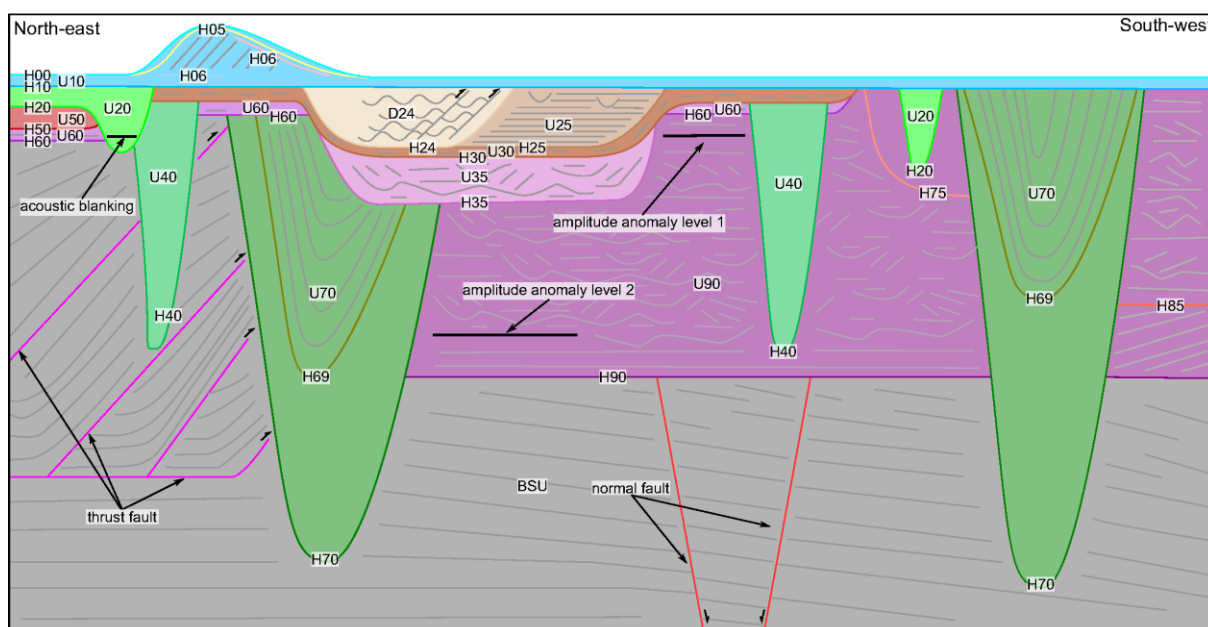 North-east
South-west
H05
H06
H06
H00
U10
H10
H20
U20
U50
H50
U60
H60
U60
H60
D24
U25
H24
U30
H25
H30
U35
H35
U60
H60
U20
H20
H75
U40
acoustic blanking
U40
amplitude anomaly level 1
U70
amplitude anomaly level 2
U90
U70
H69
H85
H40
H40
H69
H90
BSU
normal fault
thrust fault
H70
H70